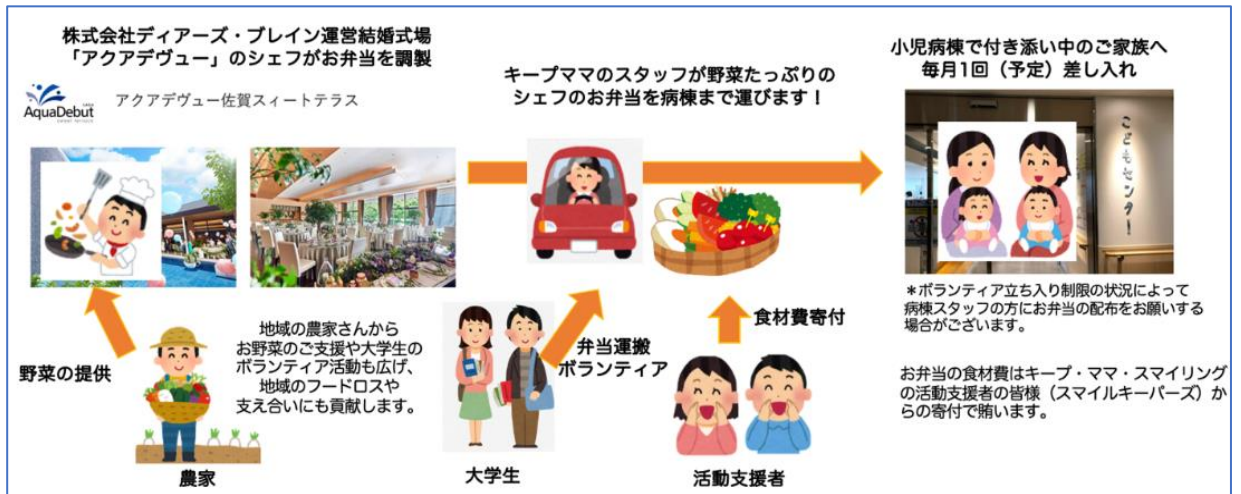 株式会社ディアーズ・ブレイン運営結婚式場
「アクアデヴュー」のシェフがお弁当を調製
AquaDebut
アクアデヴュー佐賀スィートテラス
キープママのスタッフが野菜たっぷりの
シェフのお弁当を病棟まで運びます！
小児病棟で付き添い中のご家族へ
毎月1回（予定）差し入れ
こどもセンター
＊ボランティア立ち入り制限の状況によって
病棟スタッフの方にお弁当の配布をお願いする
場合がございます。
野菜の提供
地域の農家さんから
お野菜のご支援や大学生の
ボランティア活動も広げ、
地域のフードロスや
支え合いにも貢献します。
弁当運搬
ボランティア
食材費寄付
お弁当の食材費はキープ・ママ・スマイリング
の活動支援者の皆様（スマイルキーパーズ）か
らの寄付で賄います。
農家
大学生
活動支援者